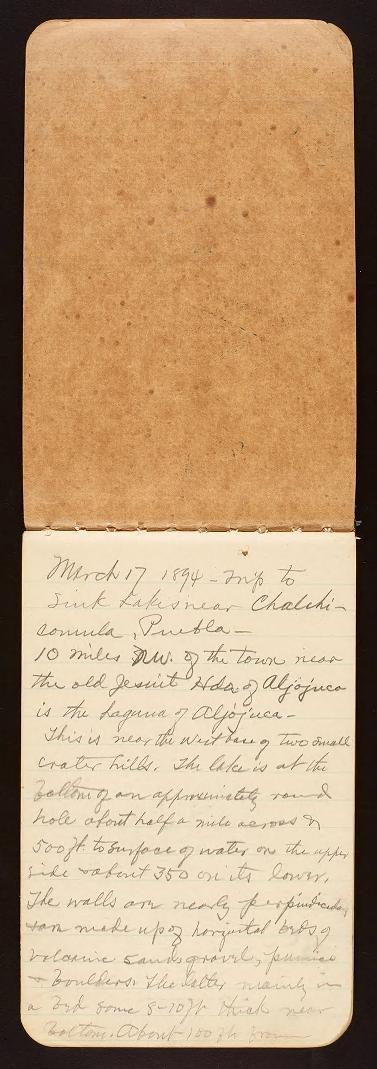 March 17 1894 - Trip to
Sink Lakes near Chalchi-
comula, Puebla -
10 miles N.W. of the town near
the old Jesuit Hda of Aljojuca
is the Laguna of Aljojuca -
This is near the west base of two small
crater hills. The lake is at the
bottom of an approximately round
hole about half a mile across &
500 ft to surface of water on the upper
side & about 350 on its lower.
The walls are nearly perpindicular
& are made up of horizontal beds of
volcanic sand, gravel, pumice
& boulders. The latter mainly in
a bed some 8-10 ft thick near
bottom. About 100 ft from